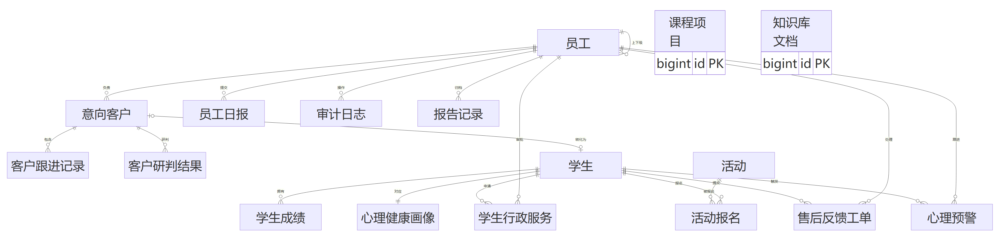 课程项
目
bigint id PK
知识库
文档
bigint id PK
员工
上下级
负责
提交
操作
归档
意向客户
员工日报
审计日志
报告记录
包含
研判
审批
转化为
处理
跟进
客户跟进记录
客户研判结果
学生
活动
拥有
对应
申请
报名
提交
触发
被报名
学生成绩
心理健康画像
学生行政服务
活动报名
售后反馈工单
心理预警